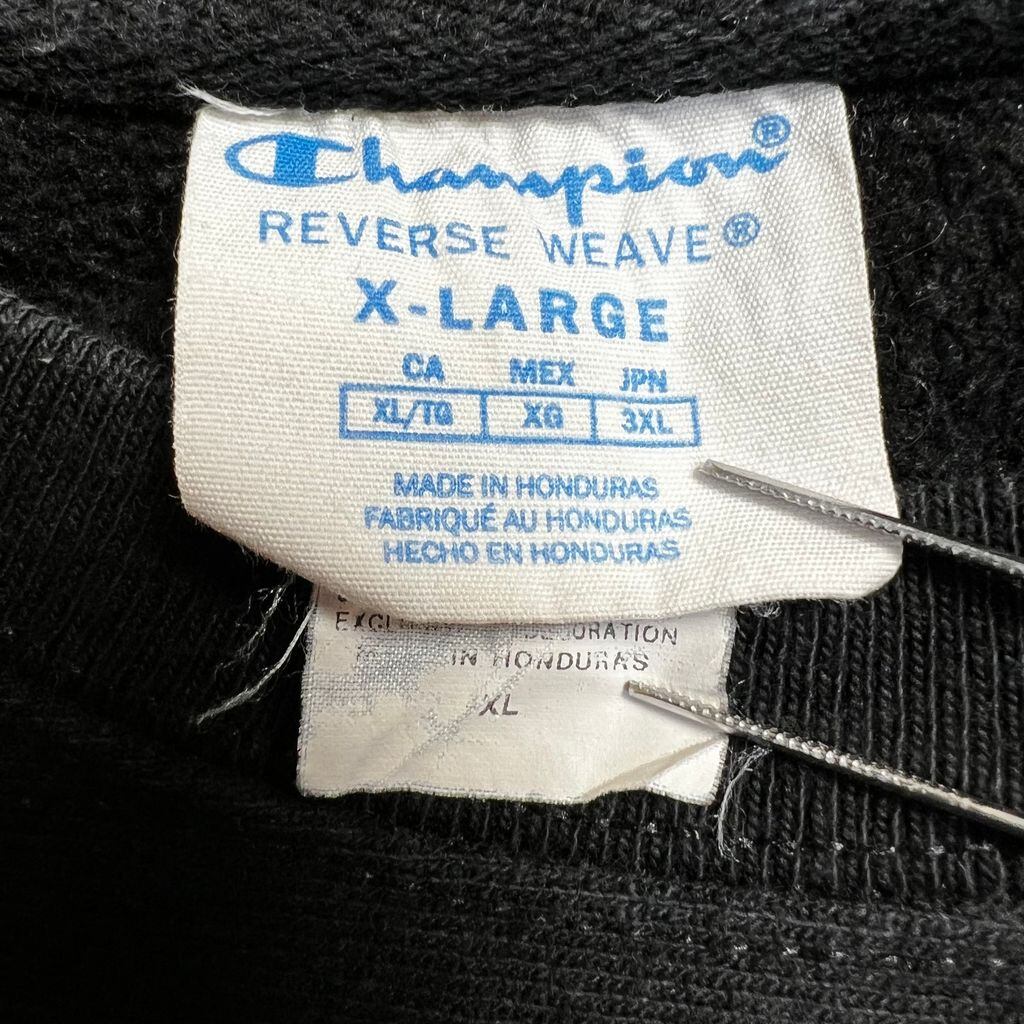 Champion®
REVERSE WEAVE®
X-LARGE
CA MEX JPN
XL/TG XG 3XL
MADE IN HONDURAS
FABRIQUÉ AU HONDURAS
HECHO EN HONDURAS
IN HONDURAS
XL